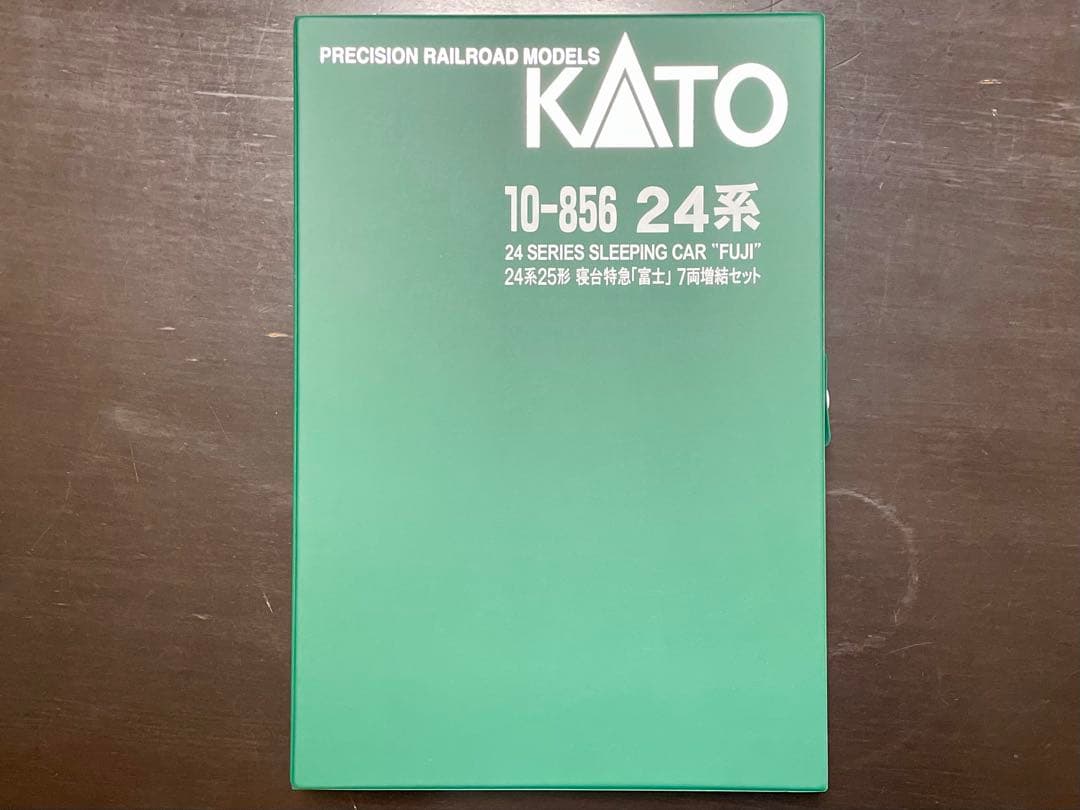 PRECISION RAILROAD MODELS
KATO
10-856 24系
24 SERIES SLEEPING CAR "FUJI"
24系25形 寝台特急「富士」 7両増結セット